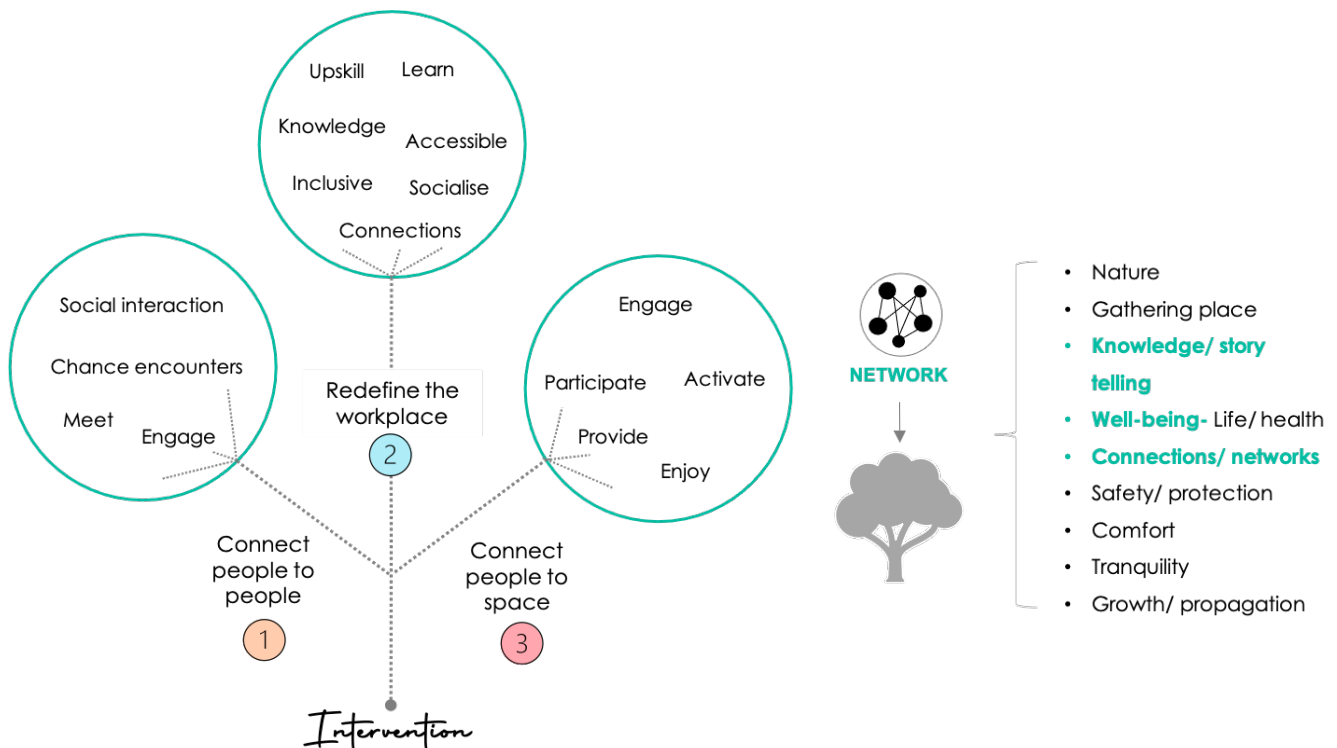 Upskill
Learn
Knowledge
Accessible
Inclusive
Socialise
Connections
Social interaction
Chance encounters
Meet
Engage
Engage
Participate
Activate
Provide
Enjoy
Redefine the
workplace
2
Connect
people to
people
1
Connect
people to
space
3
Intervention
NETWORK
• Nature
• Gathering place
• Knowledge/ story
telling
• Well-being- Life/ health
• Connections/ networks
• Safety/ protection
• Comfort
• Tranquility
• Growth/ propagation